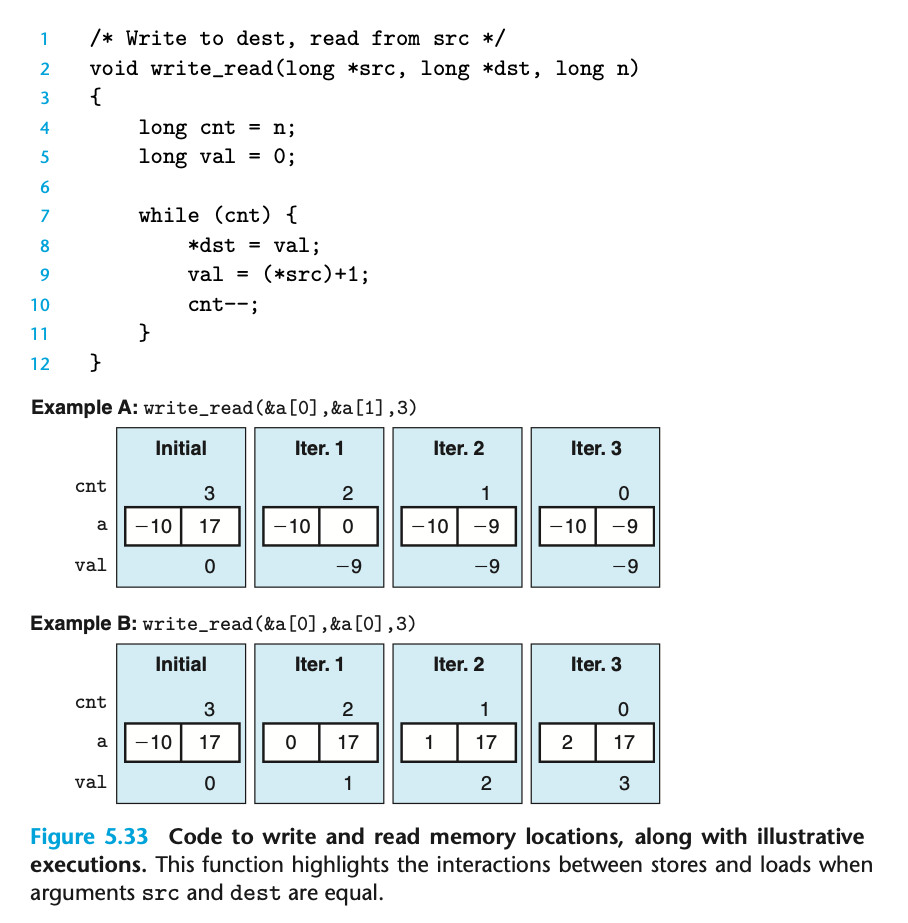 1 /* Write to dest, read from src */
2 void write_read(long *src, long *dst, long n)
3 {
4 long cnt = n;
5 long val = 0;
6
7 while (cnt) {
8 *dst = val;
9 val = (*src)+1;
10 cnt--;
11 }
12 }
Example A: write_read(&a[0],&a[1],3)
Initial Iter. 1 Iter. 2 Iter. 3
cnt 3 2 1 0
a −10 17 −10 0 −10 −9 −10 −9
val 0 −9 −9 −9
Example B: write_read(&a[0],&a[0],3)
Initial Iter. 1 Iter. 2 Iter. 3
cnt 3 2 1 0
a −10 17 0 17 1 17 2 17
val 0 1 2 3
Figure 5.33 Code to write and read memory locations, along with illustrative
executions. This function highlights the interactions between stores and loads when
arguments src and dest are equal.